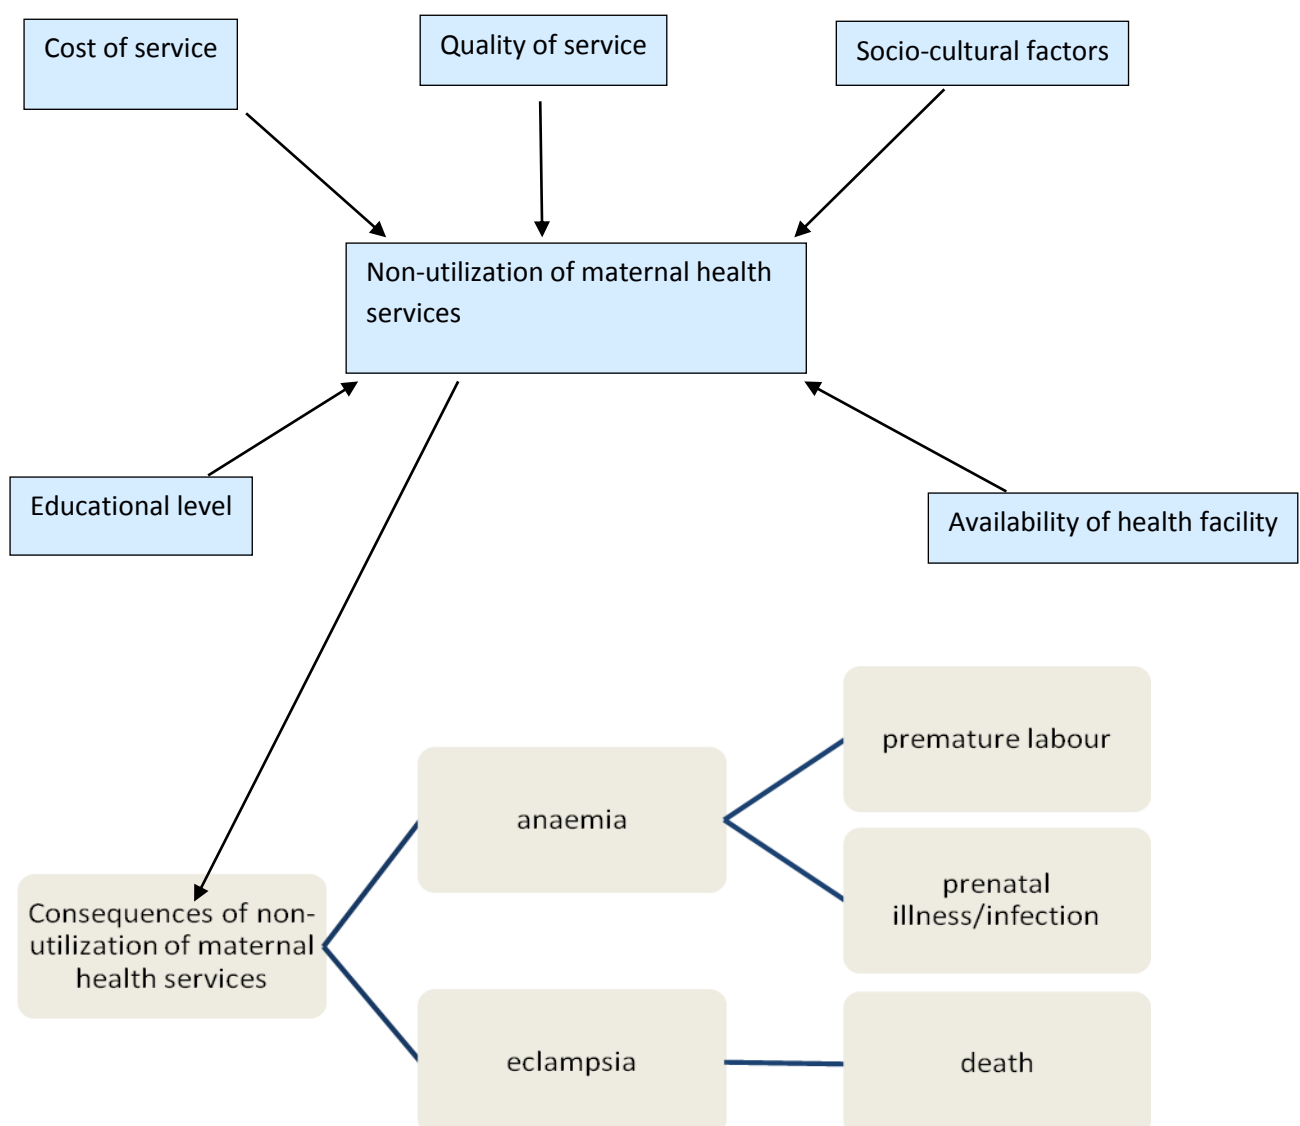 Cost of service
Quality of service
Socio-cultural factors
Non-utilization of maternal health
services
Educational level
Availability of health facility
premature labour
anaemia
prenatal
illness/infection
Consequences of non-
utilization of maternal
health services
eclampsia
death